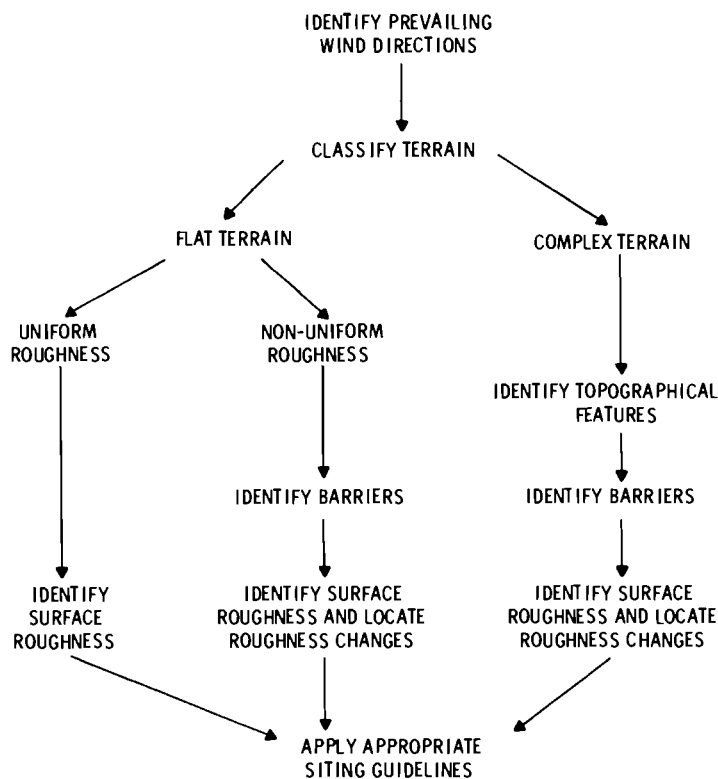 IDENTIFY PREVAILING
WIND DIRECTIONS
CLASSIFY TERRAIN
FLAT TERRAIN
COMPLEX TERRAIN
UNIFORM
ROUGHNESS
NON-UNIFORM
ROUGHNESS
IDENTIFY TOPOGRAPHICAL
FEATURES
IDENTIFY BARRIERS
IDENTIFY BARRIERS
IDENTIFY
SURFACE
ROUGHNESS
IDENTIFY SURFACE
ROUGHNESS AND LOCATE
ROUGHNESS CHANGES
IDENTIFY SURFACE
ROUGHNESS AND LOCATE
ROUGHNESS CHANGES
APPLY APPROPRIATE
SITING GUIDELINES